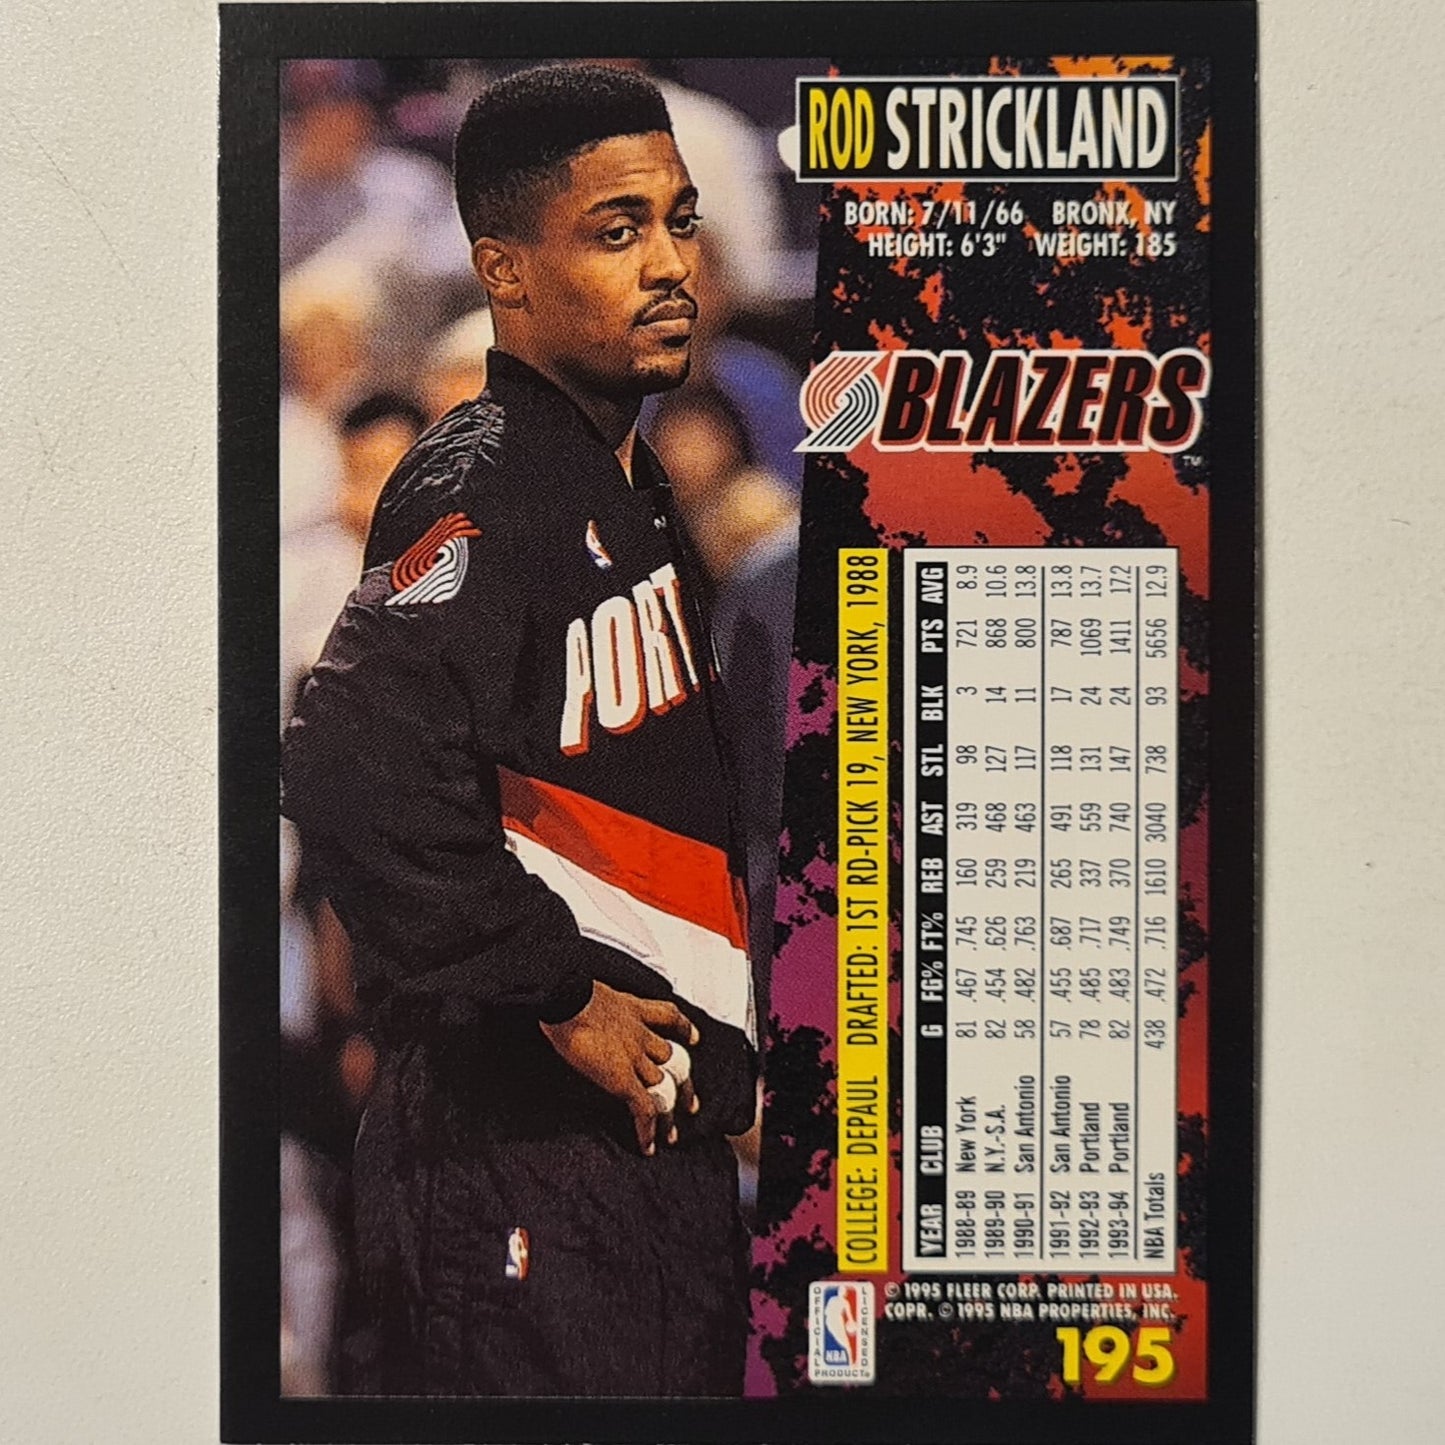 ROD STRICKLAND
BORN: 7/11/66 BRONX, NY
HEIGHT: 6'3" WEIGHT: 185
BLAZERS
TM
PORT
COLLEGE: DEPAUL DRAFTED: 1ST RD-PICK 19, NEW YORK, 1988
YEAR CLUB G FG% FT% REB AST STL BLK PTS AVG
1988-89 New York 81 .467 .745 160 319 98 3 721 8.9
1989-90 N.Y.-S.A. 82 .454 .626 259 468 127 14 868 10.6
1990-91 San Antonio 58 .482 .763 219 463 117 11 800 13.8
1991-92 San Antonio 57 .455 .687 265 491 118 17 787 13.8
1992-93 Portland 78 .485 .717 337 559 131 24 1069 13.7
1993-94 Portland 82 .483 .749 370 740 147 24 1411 17.2
NBA Totals 438 .472 .716 1610 3040 738 93 5656 12.9
OFFICIAL LICENSED
NBA
PRODUCT®
© 1995 FLEER CORP. PRINTED IN USA.
COPR. © 1995 NBA PROPERTIES, INC.
195